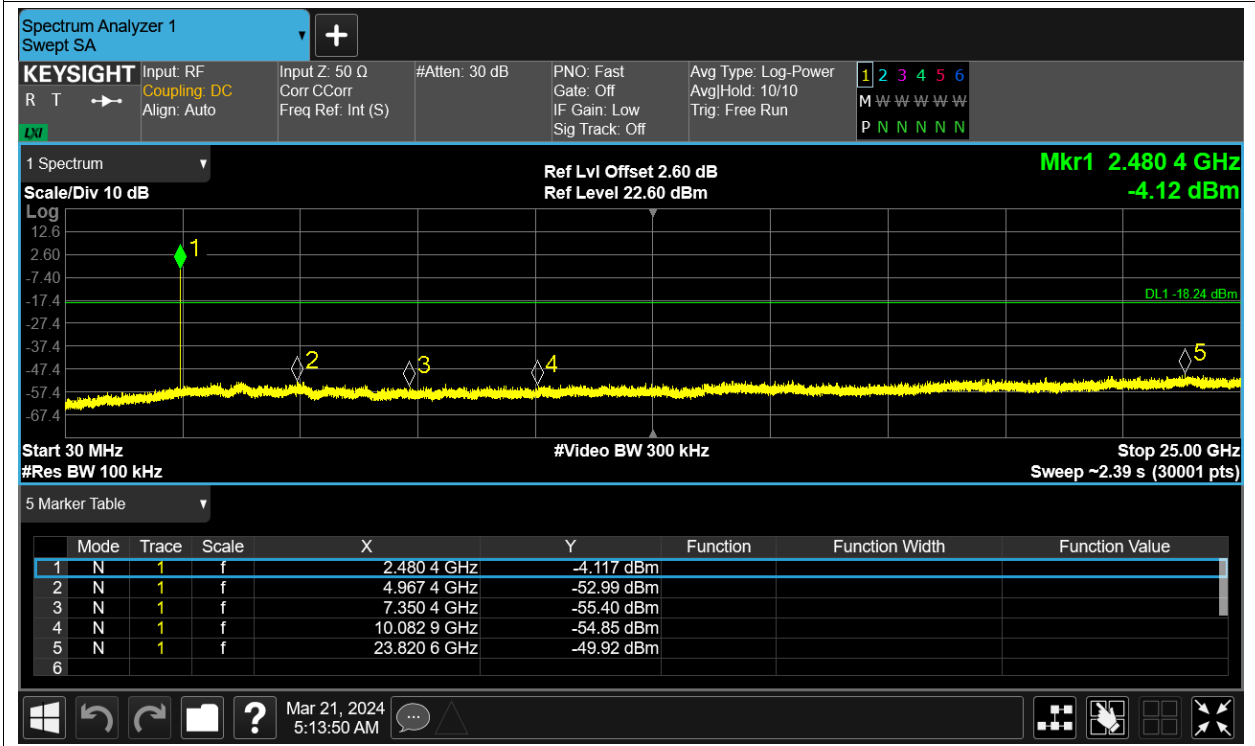 Spectrum Analyzer 1
Swept SA
+
KEYSIGHT
R T
LXI
Input: RF
Coupling: DC
Align: Auto
Input Z: 50 Ω
Corr CCorr
Freq Ref: Int (S)
#Atten: 30 dB
PNO: Fast
Gate: Off
IF Gain: Low
Sig Track: Off
Avg Type: Log-Power
Avg|Hold: 10/10
Trig: Free Run
1 2 3 4 5 6
M W W W W W
P N N N N N
1 Spectrum
Scale/Div 10 dB
Ref Lvl Offset 2.60 dB
Ref Level 22.60 dBm
Mkr1 2.480 4 GHz
-4.12 dBm
Log
12.6
2.60
-7.40
-17.4
-27.4
-37.4
-47.4
-57.4
-67.4
1
2
3
4
5
DL1 -18.24 dBm
Start 30 MHz
#Video BW 300 kHz
Stop 25.00 GHz
#Res BW 100 kHz
Sweep ~2.39 s (30001 pts)
5 Marker Table
Mode Trace Scale X Y Function Function Width Function Value
1 N 1 f 2.480 4 GHz -4.117 dBm
2 N 1 f 4.967 4 GHz -52.99 dBm
3 N 1 f 7.350 4 GHz -55.40 dBm
4 N 1 f 10.082 9 GHz -54.85 dBm
5 N 1 f 23.820 6 GHz -49.92 dBm
6
?
Mar 21, 2024
5:13:50 AM